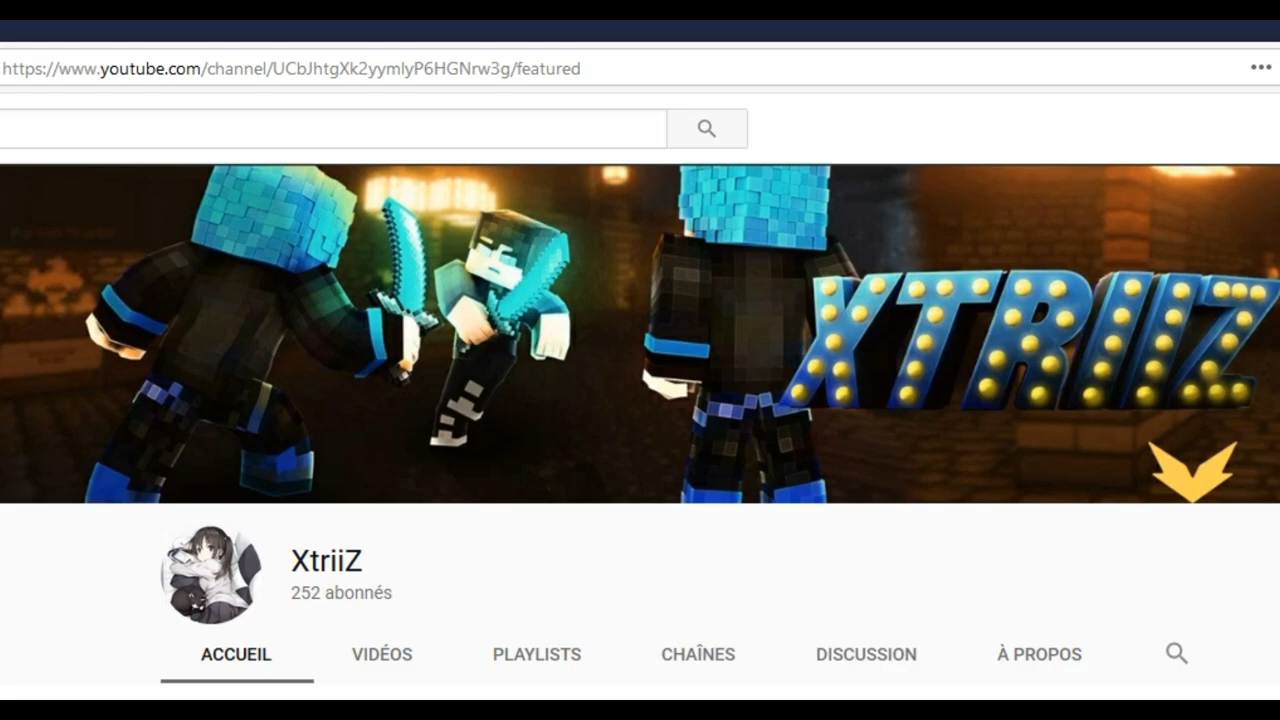 https://www.youtube.com/channel/UCbJhtgXk2yymlyP6HGNrw3g/featured
XTRIIZ
XtriiZ
252 abonnés
ACCUEIL VIDÉOS PLAYLISTS CHAÎNES DISCUSSION À PROPOS